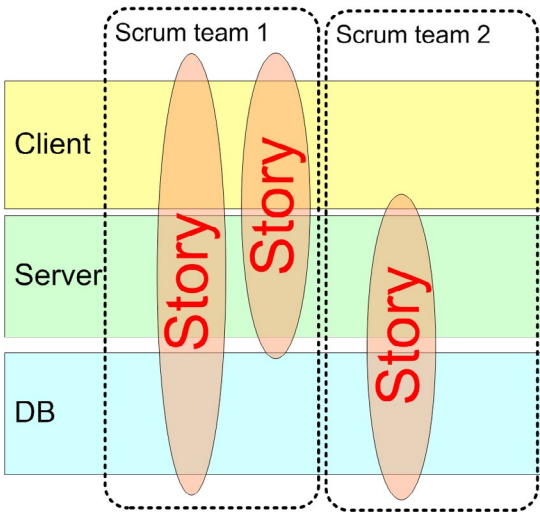 Scrum team 1
Scrum team 2
Client
Story
Story
Server
Story
DB